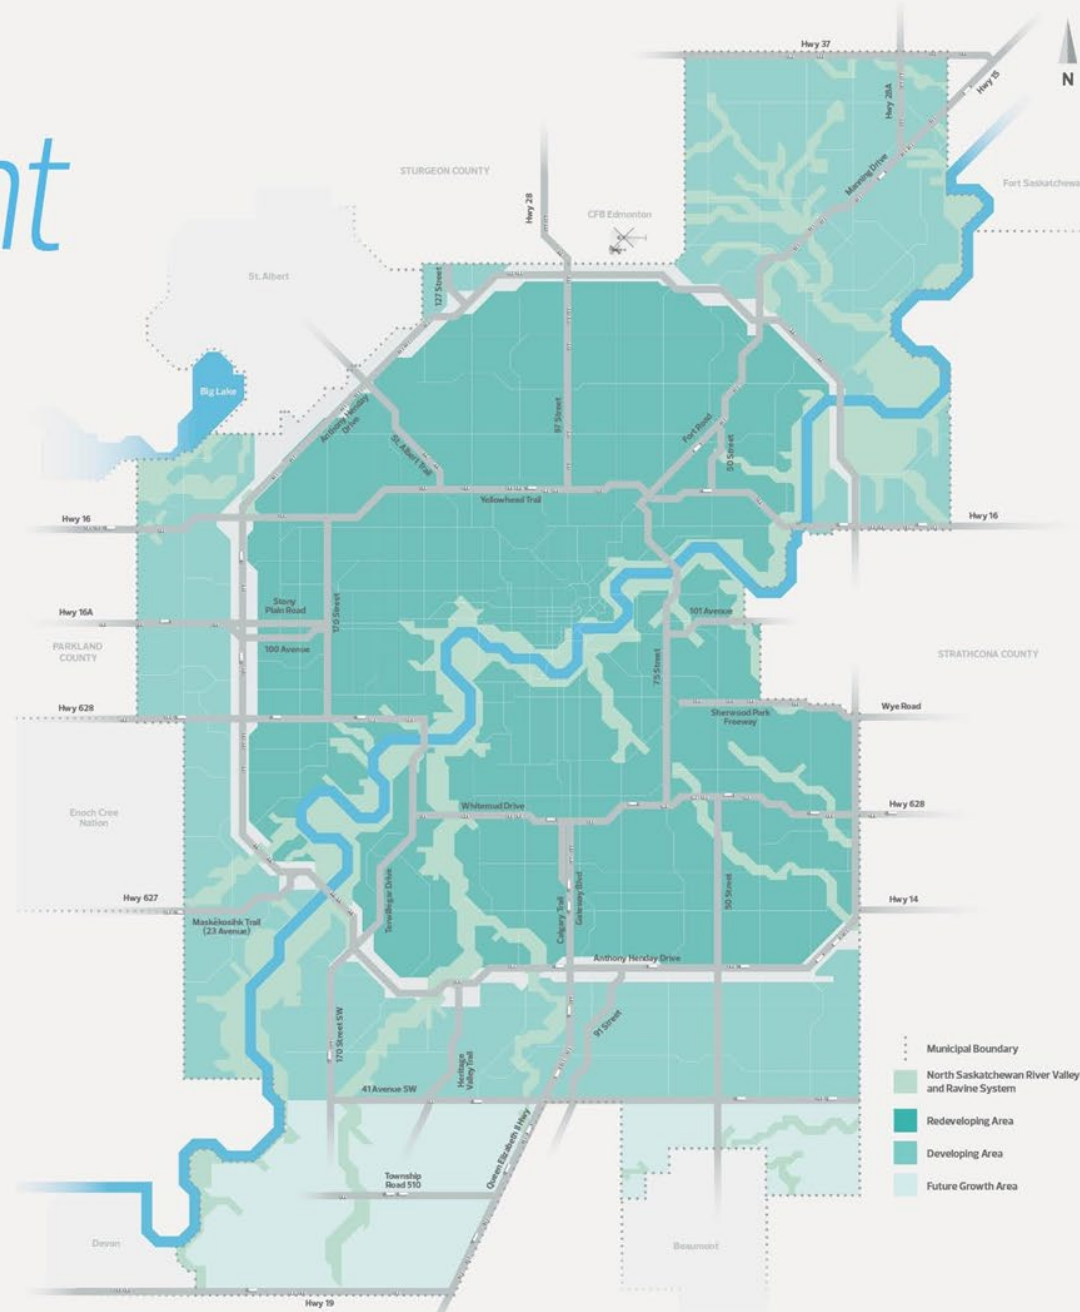 nt
Hwy 37
N
Hwy 15
Hwy 28A
Manning Drive
STURGEON COUNTY
Fort Saskatchewa
Hwy 28
CFB Edmonton
St. Albert
127 Street
Big Lake
Anthony Henday
Drive
St. Albert Trail
97 Street
Fort Road
50 Street
Yellowhead Trail
Hwy 16
Hwy 16
Hwy 16A
Stony
Plain Road
170 Street
101 Avenue
PARKLAND
COUNTY
100 Avenue
75 Street
STRATHCONA COUNTY
Hwy 628
Sherwood Park
Freeway
Wye Road
Enoch Cree
Nation
Whitemud Drive
Hwy 628
Hwy 627
Terwillegar Drive
Calgary Trail
Gateway Blvd
50 Street
Hwy 14
Maskêkosihk Trail
(23 Avenue)
Anthony Henday Drive
170 Street SW
Heritage
Valley Trail
91 Street
41 Avenue SW
Municipal Boundary
North Saskatchewan River Valley
and Ravine System
Redeveloping Area
Developing Area
Future Growth Area
Queen Elizabeth II Hwy
Township
Road 510
Devon
Beaumont
Hwy 19